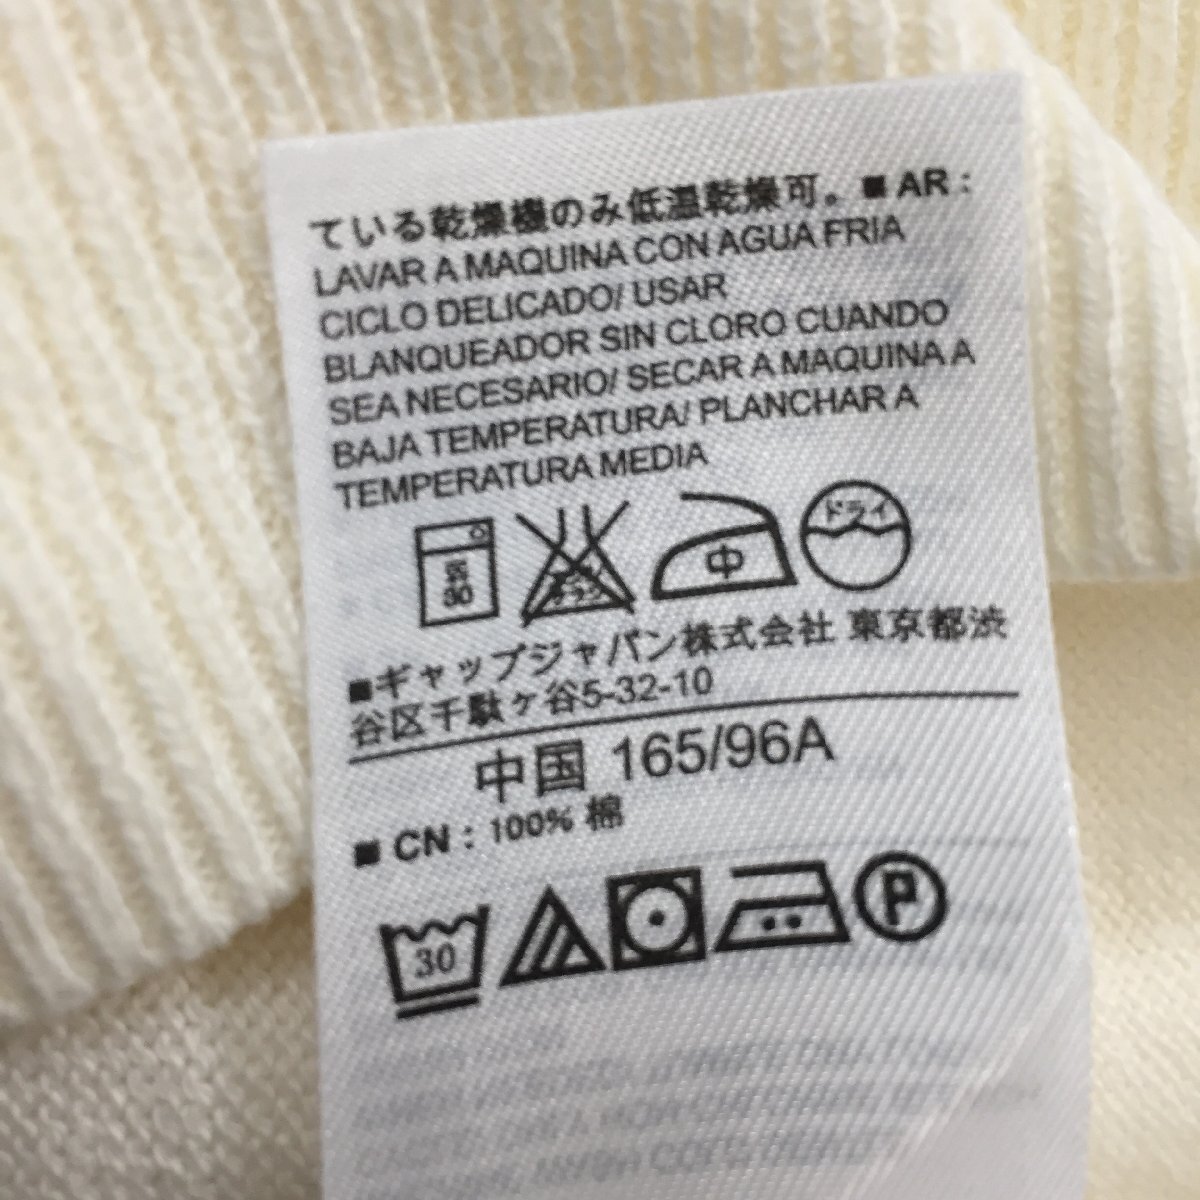 ている乾燥機のみ低温乾燥可。■ AR :
LAVAR A MAQUINA CON AGUA FRIA
CICLO DELICADO/ USAR
BLANQUEADOR SIN CLORO CUANDO
SEA NECESARIO/ SECAR A MAQUINA A
BAJA TEMPERATURA/ PLANCHAR A
TEMPERATURA MEDIA
弱 30 中 ドライ
■ギャップジャパン株式会社 東京都渋
谷区千駄ヶ谷5-32-10
中国 165/96A
■ CN : 100% 棉
30 P